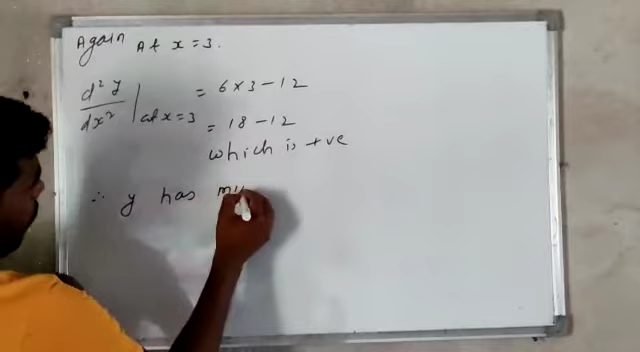 Again At x = 3.
d²y/dx² | at x = 3 = 6 × 3 - 12
= 18 - 12
which is +ve
∴ y has